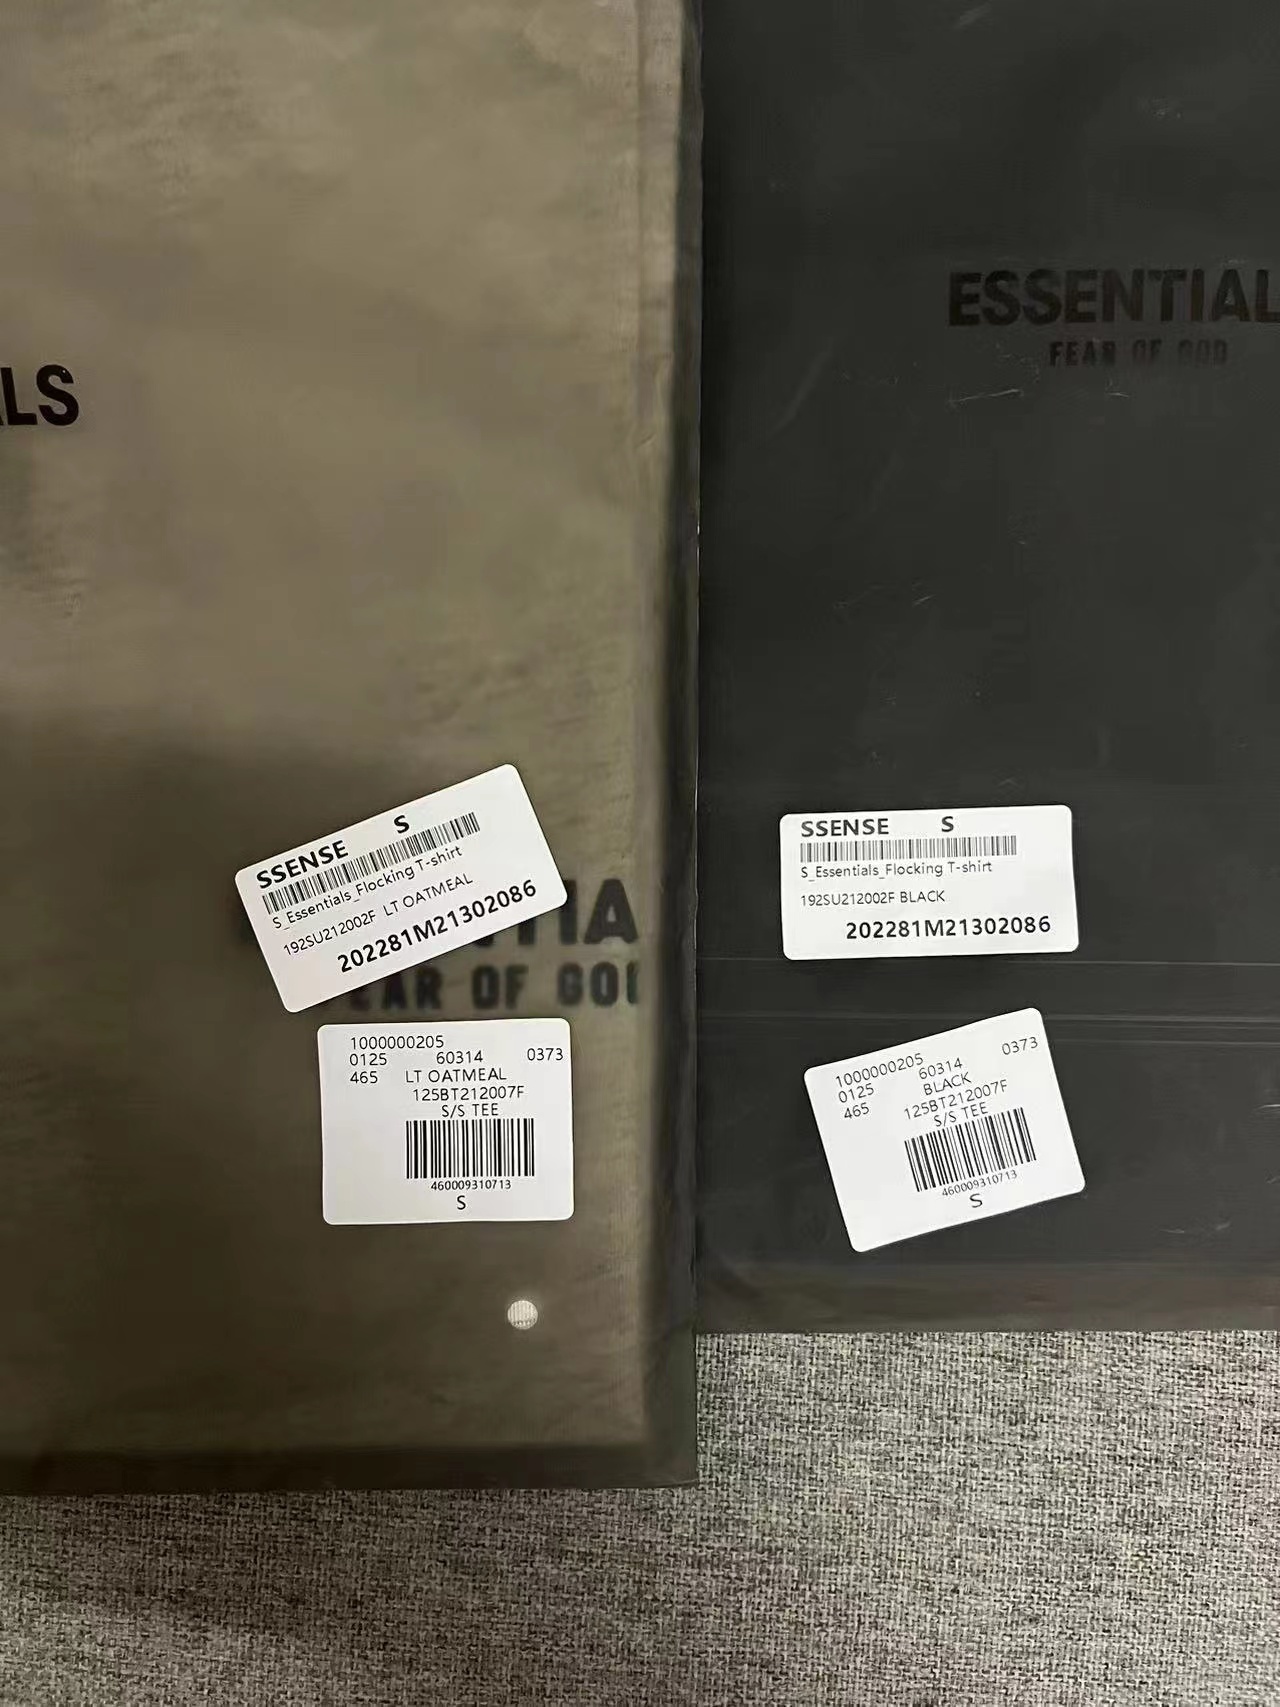 ALS
ESSENTIAL
FEAR OF GOD
SSENSE S
S_Essentials_Flocking T-shirt
192SU212002F LT OATMEAL
202281M21302086
TIA
FEAR OF GOD
1000000205
0125 60314 0373
465 LT OATMEAL
125BT212007F
S/S TEE
460009310713
S
SSENSE S
S_Essentials_Flocking T-shirt
192SU212002F BLACK
202281M21302086
1000000205
0125 60314 0373
465 BLACK
125BT212007F
S/S TEE
460009310713
S